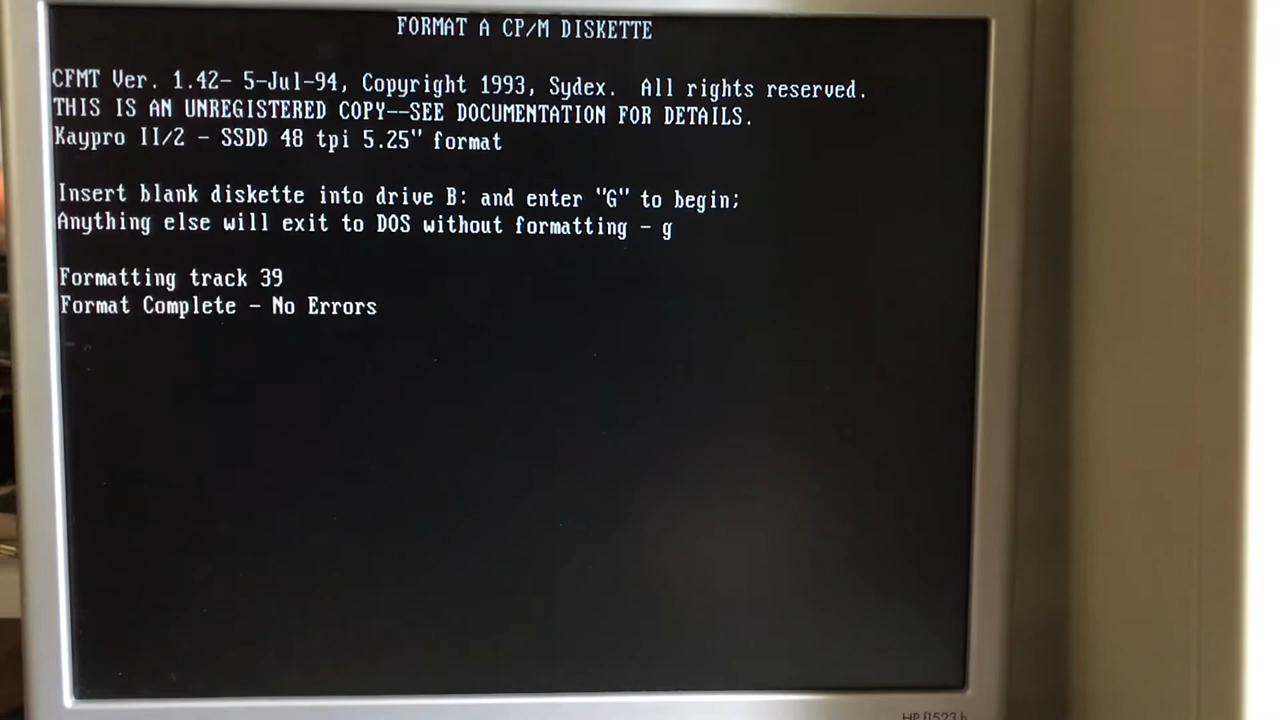 FORMAT A CP/M DISKETTE
CFMT Ver. 1.42- 5-Jul-94, Copyright 1993, Sydex.  All rights reserved.
THIS IS AN UNREGISTERED COPY--SEE DOCUMENTATION FOR DETAILS.
Kaypro II/2 - SSDD 48 tpi 5.25" format
Insert blank diskette into drive B: and enter "G" to begin;
Anything else will exit to DOS without formatting - g
Formatting track 39
Format Complete - No Errors
HP